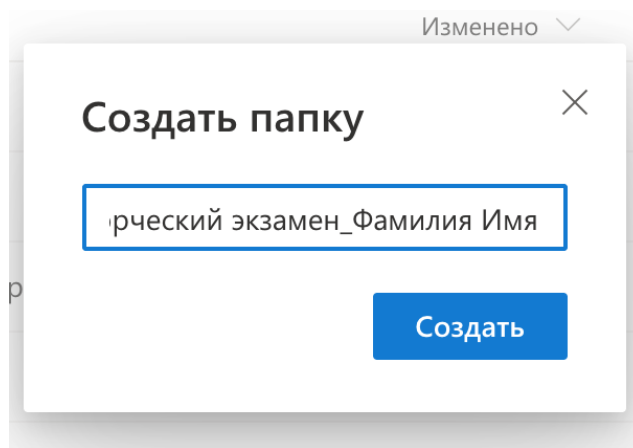 Изменено
Создать папку
рческий экзамен_Фамилия Имя
р
Создать